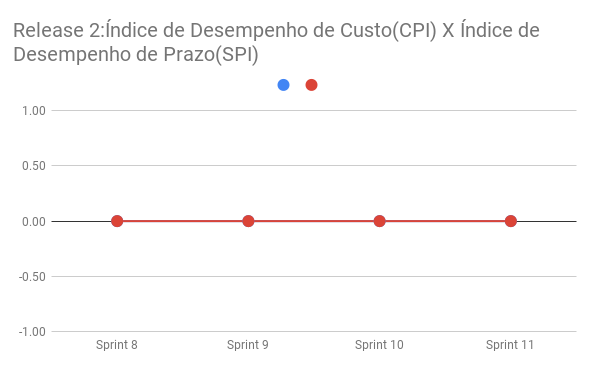 Release 2:Índice de Desempenho de Custo(CPI) X Índice de
Desempenho de Prazo(SPI)
1.00
0.50
0.00
-0.50
-1.00
Sprint 8
Sprint 9
Sprint 10
Sprint 11